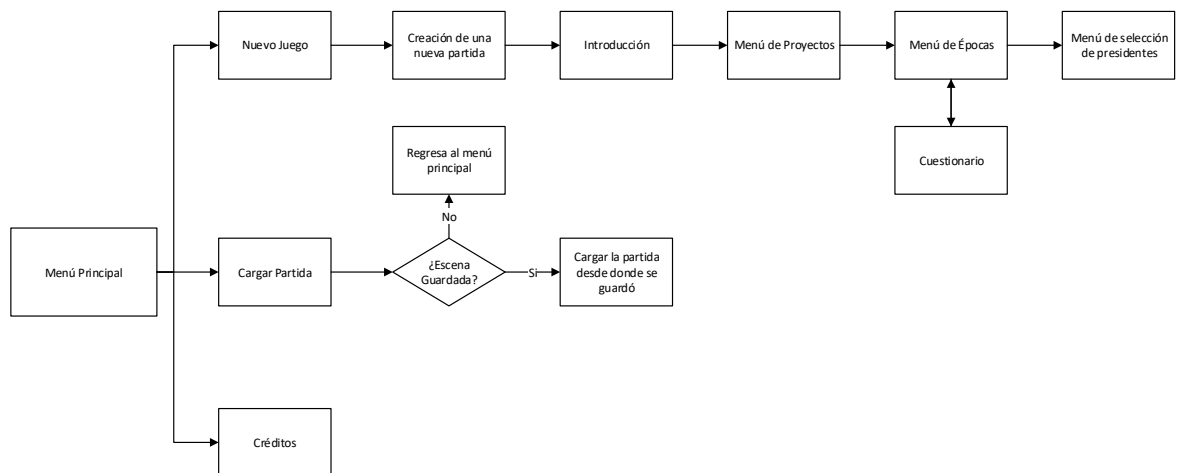 Nuevo Juego
Creación de una
nueva partida
Introducción
Menú de Proyectos
Menú de Épocas
Menú de selección
de presidentes
Cuestionario
Regresa al menú
principal
No
Menú Principal
Cargar Partida
¿Escena
Guardada?
Si
Cargar la partida
desde donde se
guardó
Créditos